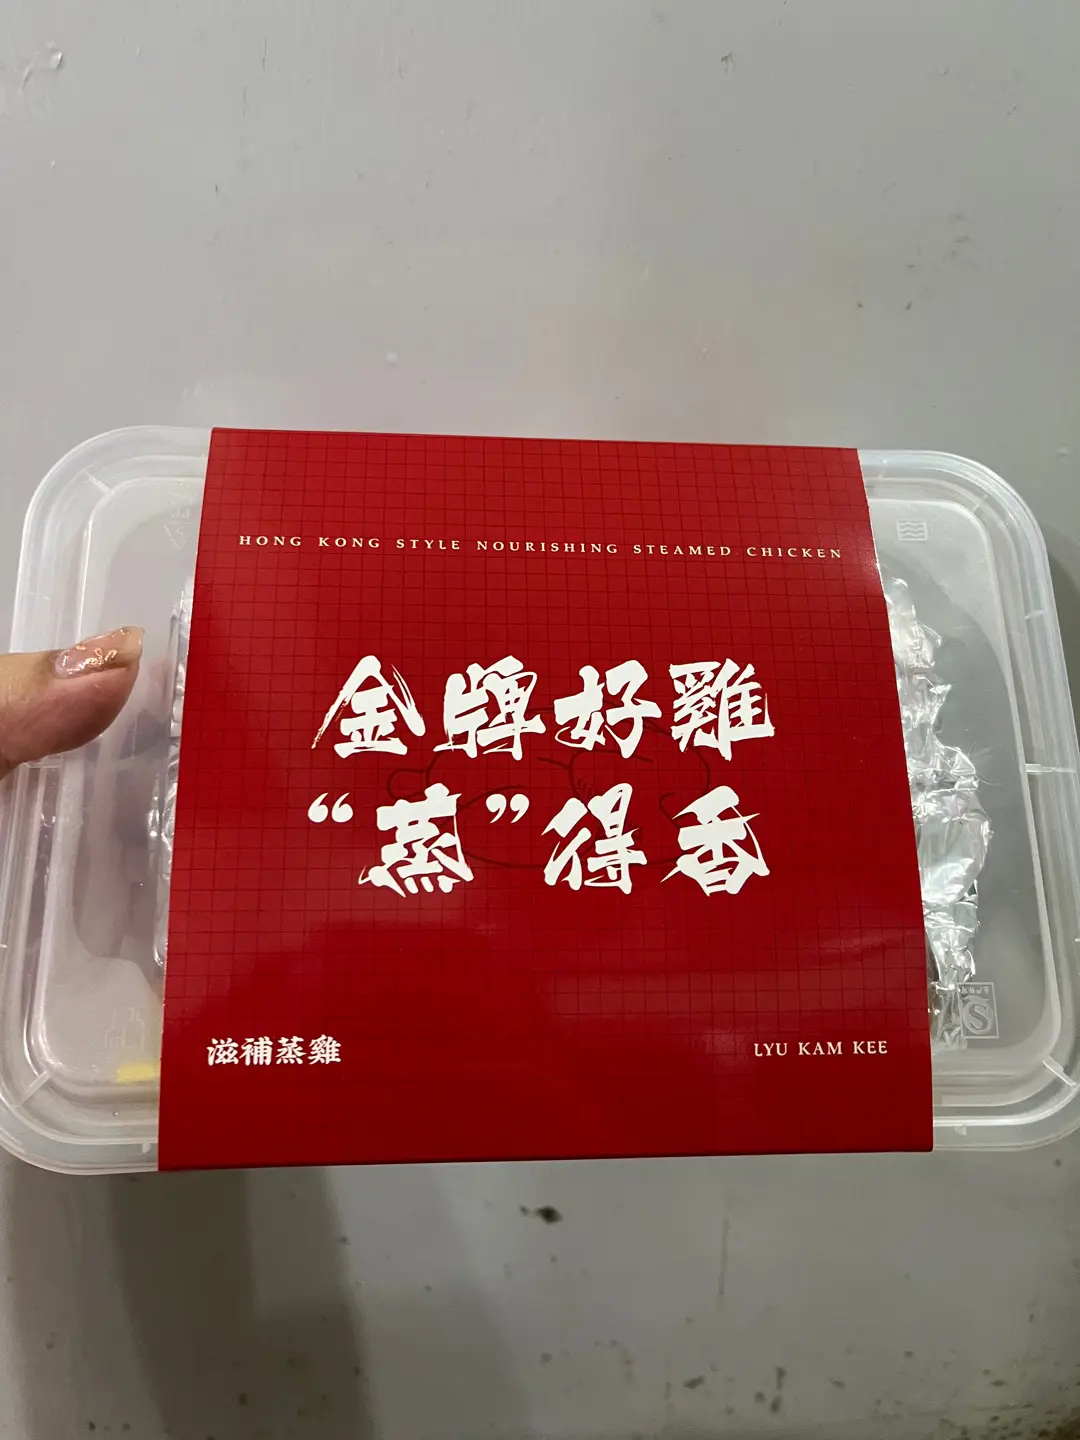 HONG KONG STYLE NOURISHING STEAMED CHICKEN
金牌好雞
“蒸”得香
滋補蒸雞
LYU KAM KEE